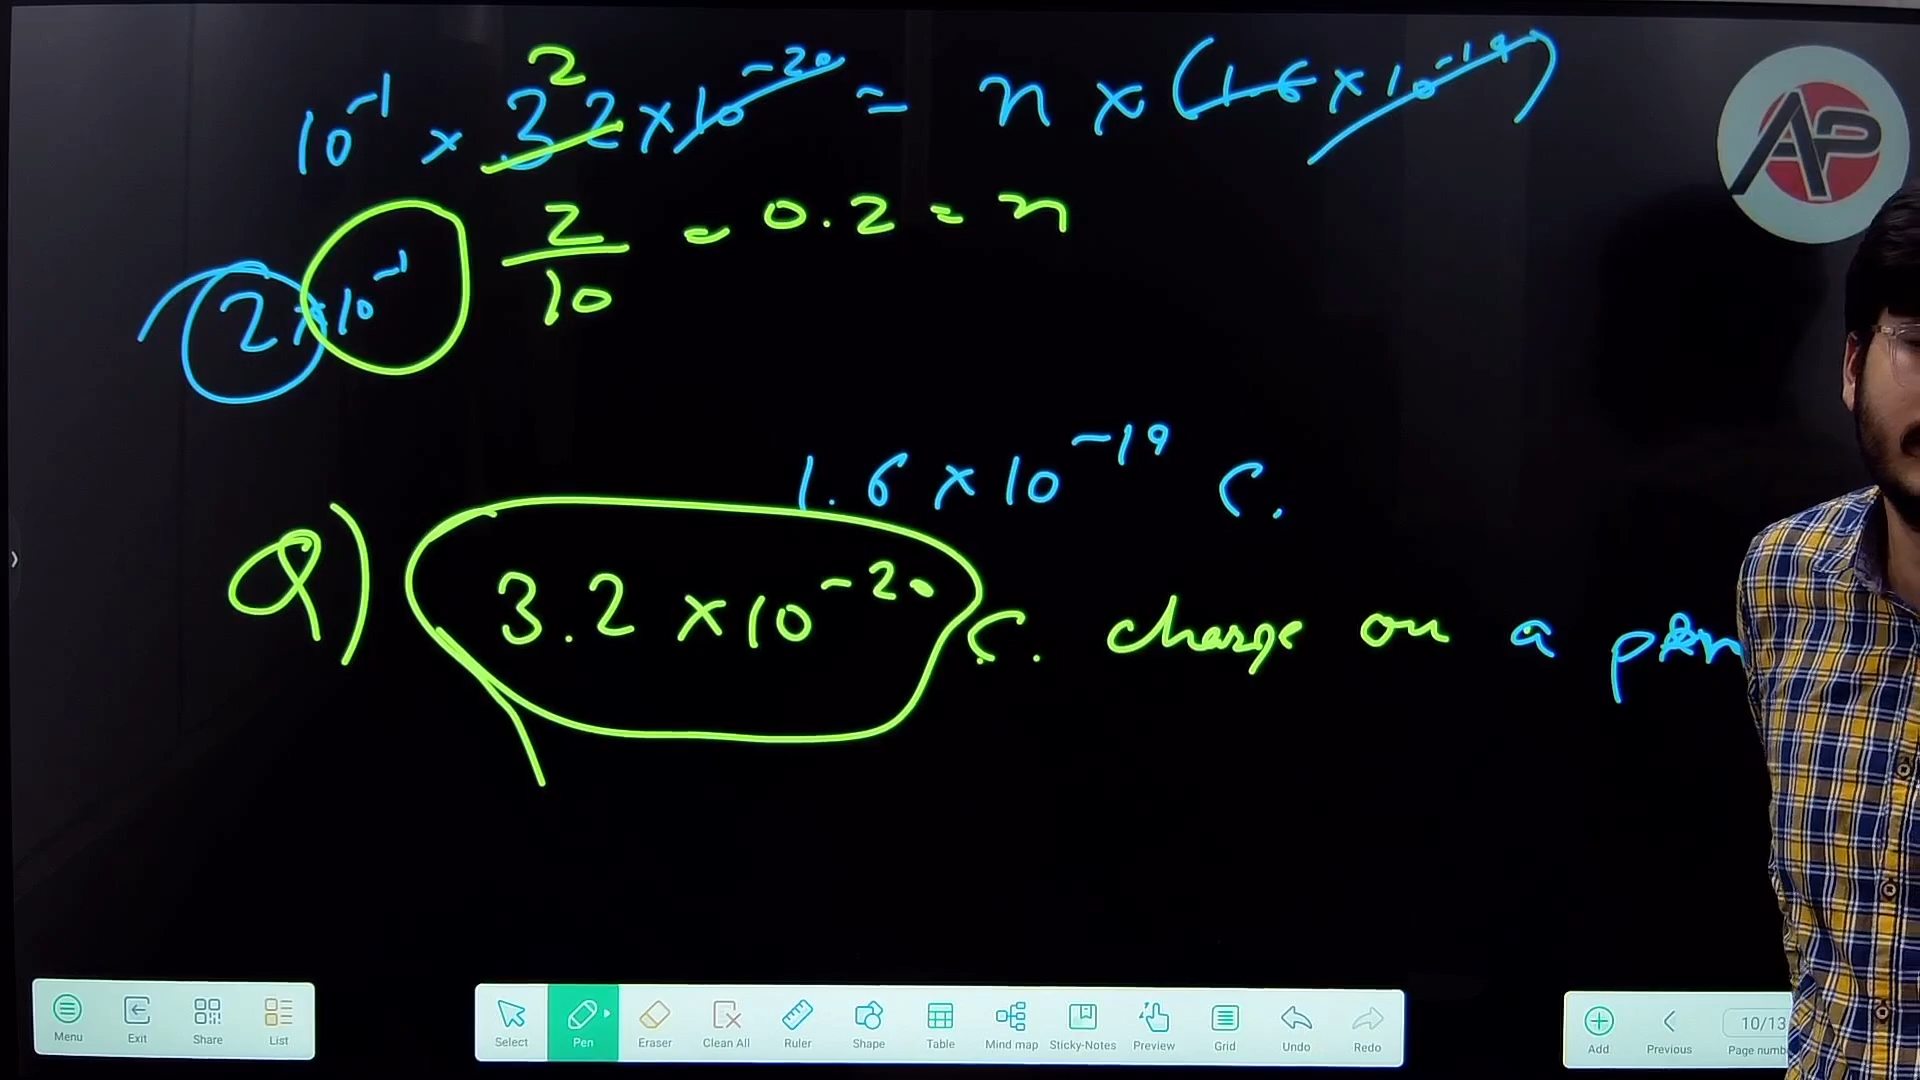 10⁻¹ × 32 × 10⁻²⁰ = n × (1.6 × 10⁻¹⁹)
2
2 × 10⁻¹
2/10 = 0.2 = n
1.6 × 10⁻¹⁹ C.
Q) 3.2 × 10⁻²⁰ C. charge on a
AP
Menu Exit Share List
Select Pen Eraser Clean All Ruler Shape Table Mind map Sticky-Notes Preview Grid Undo Redo
Add Previous 10/13